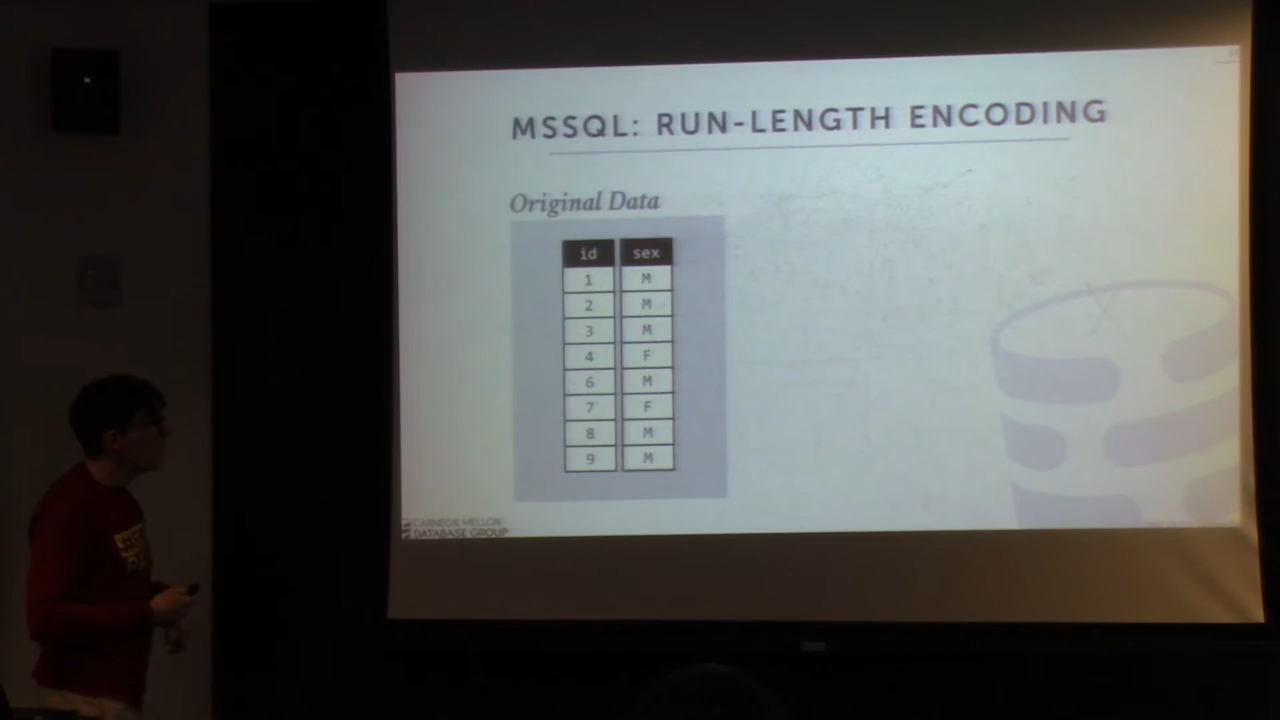 MSSQL: RUN-LENGTH ENCODING
Original Data
id sex
1 M
2 M
3 M
4 F
6 M
7 F
8 M
9 M
CARNEGIE MELLON
DATABASE GROUP